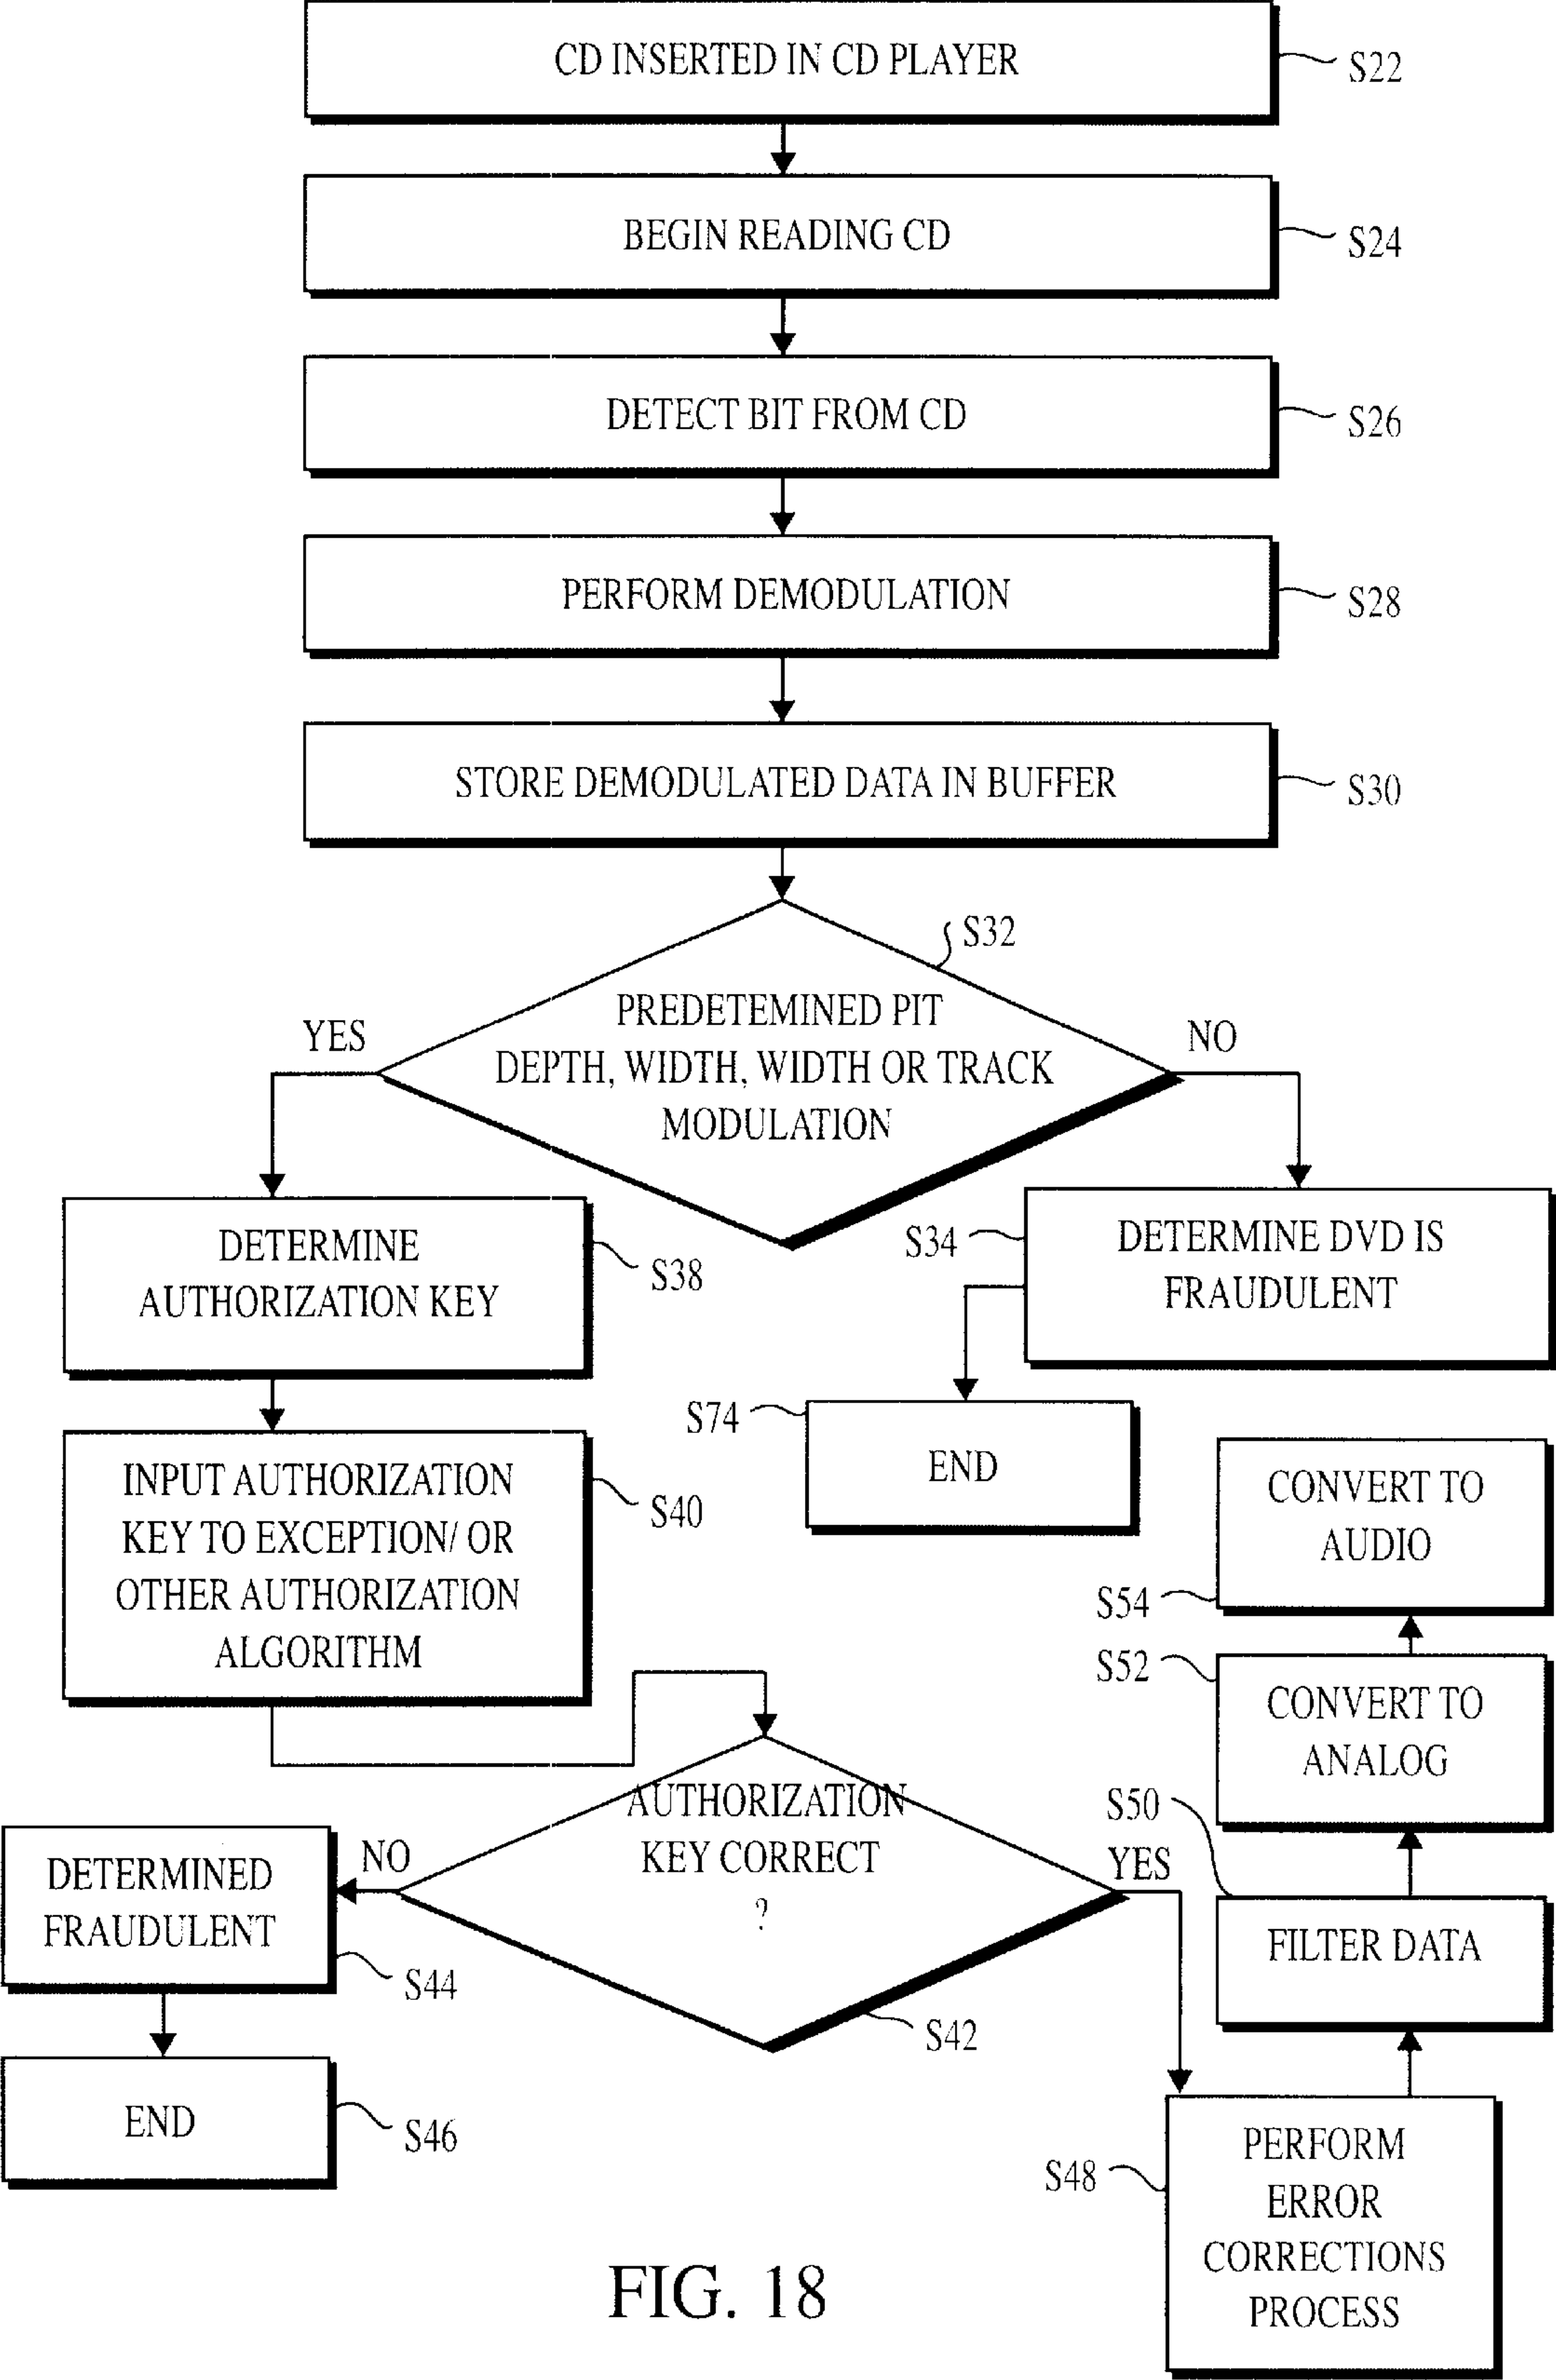 CD INSERTED IN CD PLAYER
S22
BEGIN READING CD
S24
DETECT BIT FROM CD
S26
PERFORM DEMODULATION
S28
STORE DEMODULATED DATA IN BUFFER
S30
S32
PREDETEMINED PIT
DEPTH, WIDTH, WIDTH OR TRACK
MODULATION
YES
NO
DETERMINE
AUTHORIZATION KEY
S38
S34
DETERMINE DVD IS
FRAUDULENT
S74
END
INPUT AUTHORIZATION
KEY TO EXCEPTION/ OR
OTHER AUTHORIZATION
ALGORITHM
S40
CONVERT TO
AUDIO
S54
S52
CONVERT TO
ANALOG
S50
AUTHORIZATION
KEY CORRECT
?
NO
YES
DETERMINED
FRAUDULENT
S44
S42
FILTER DATA
END
S46
S48
PERFORM
ERROR
CORRECTIONS
PROCESS
FIG. 18